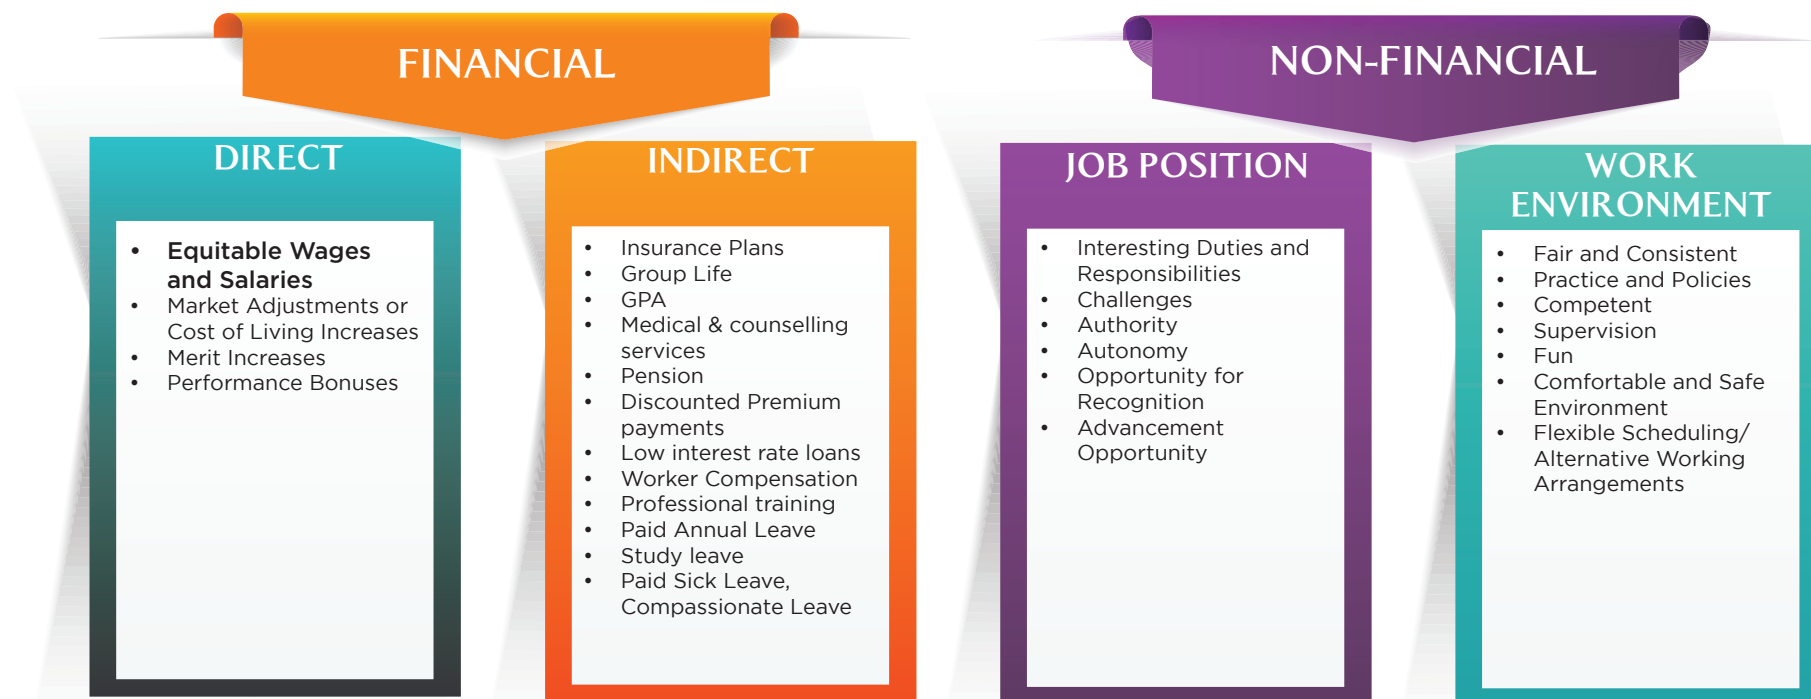 FINANCIAL
DIRECT
• Equitable Wages
and Salaries
• Market Adjustments or
Cost of Living Increases
• Merit Increases
• Performance Bonuses
INDIRECT
• Insurance Plans
• Group Life
• GPA
• Medical & counselling
services
• Pension
• Discounted Premium
payments
• Low interest rate loans
• Worker Compensation
• Professional training
• Paid Annual Leave
• Study leave
• Paid Sick Leave,
Compassionate Leave
NON-FINANCIAL
JOB POSITION
• Interesting Duties and
Responsibilities
• Challenges
• Authority
• Autonomy
• Opportunity for
Recognition
• Advancement
Opportunity
WORK
ENVIRONMENT
• Fair and Consistent
• Practice and Policies
• Competent
• Supervision
• Fun
• Comfortable and Safe
Environment
• Flexible Scheduling/
Alternative Working
Arrangements